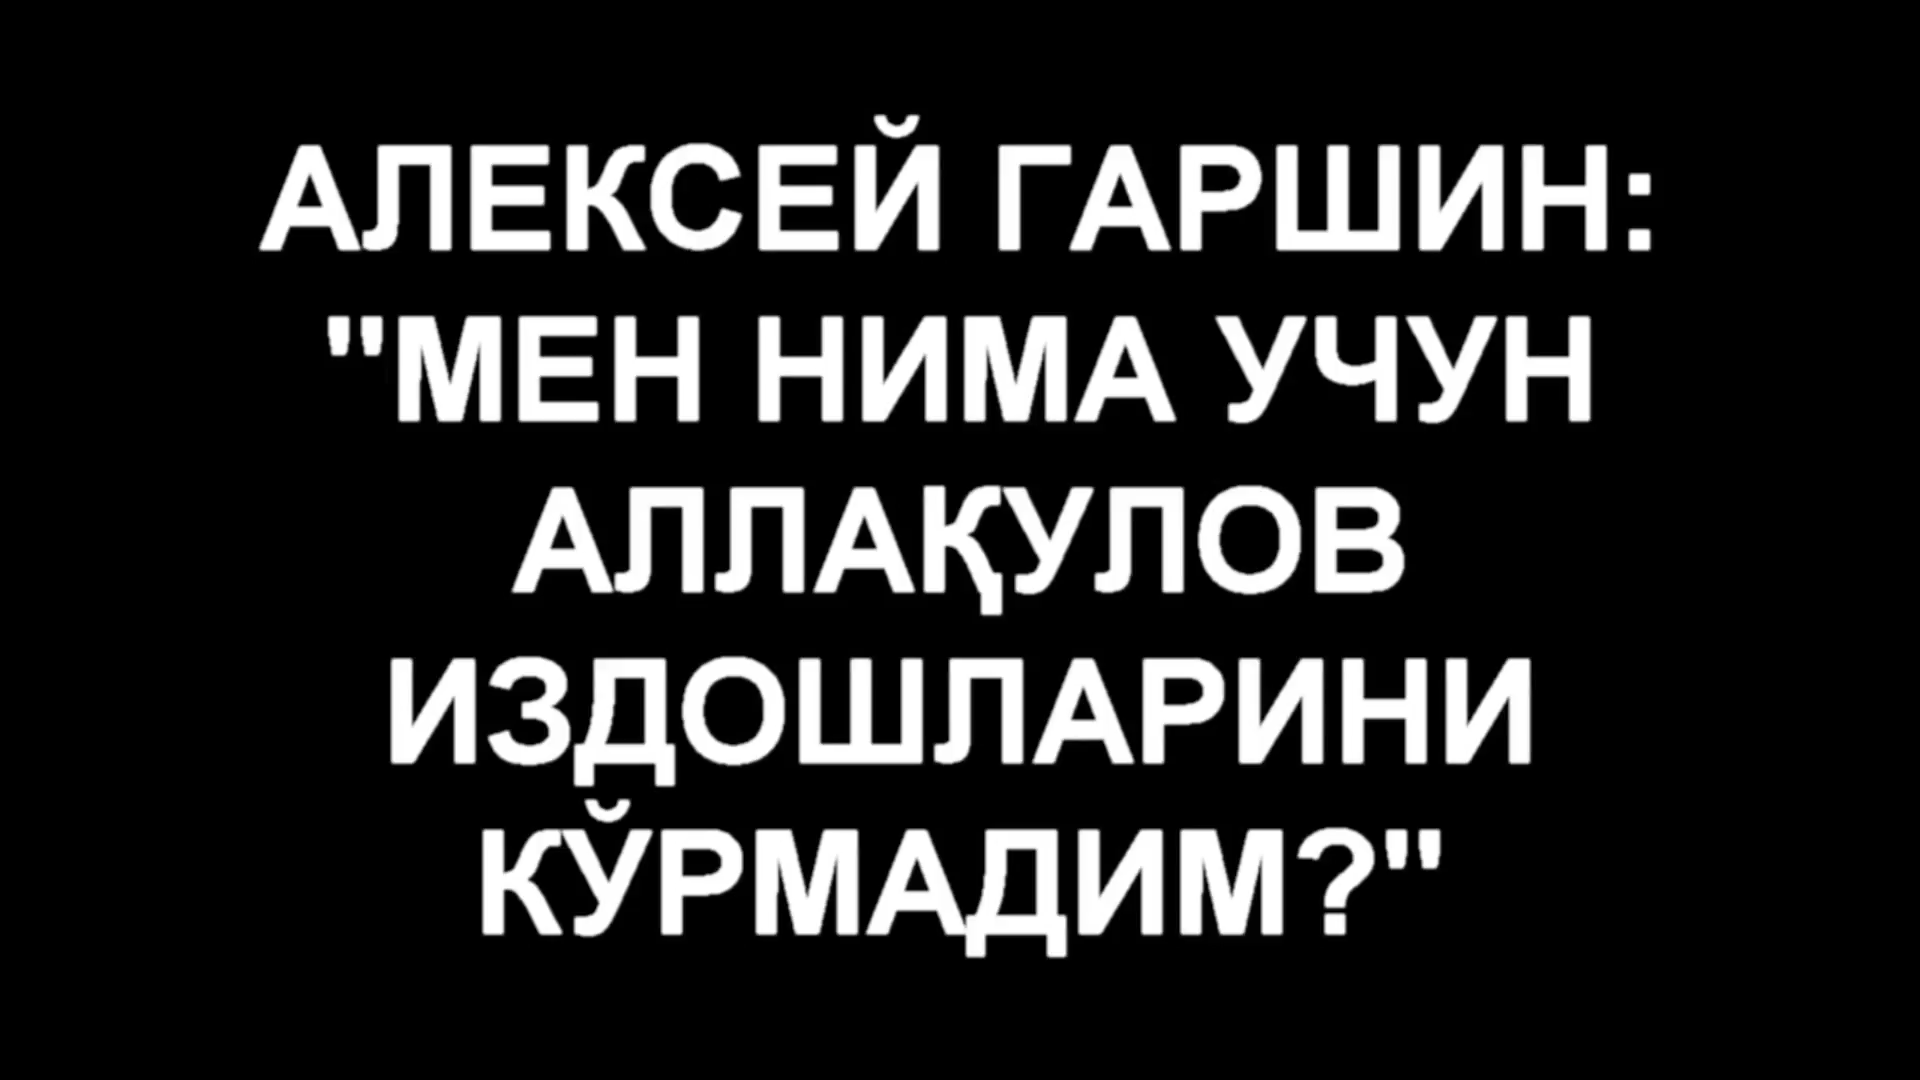 АЛЕКСЕЙ ГАРШИН:
"МЕН НИМА УЧУН
АЛЛАҚУЛОВ
ИЗДОШЛАРИНИ
КЎРМАДИМ?"